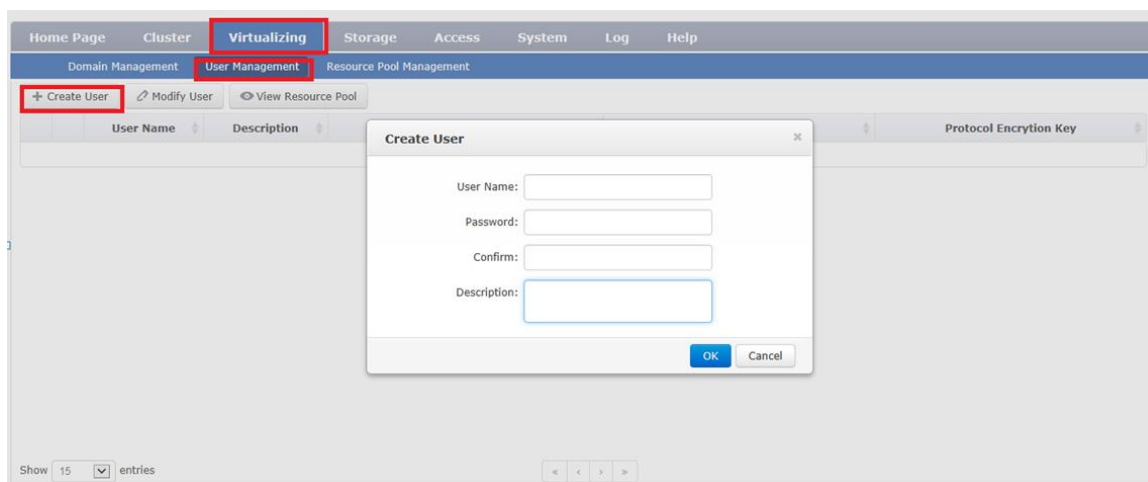 Home Page Cluster Virtualizing Storage Access System Log Help
Domain Management User Management Resource Pool Management
+ Create User Modify User View Resource Pool
User Name Description Protocol Encrytion Key
Create User ×
User Name:
Password:
Confirm:
Description:
OK Cancel
Show 15 entries « ‹ › »